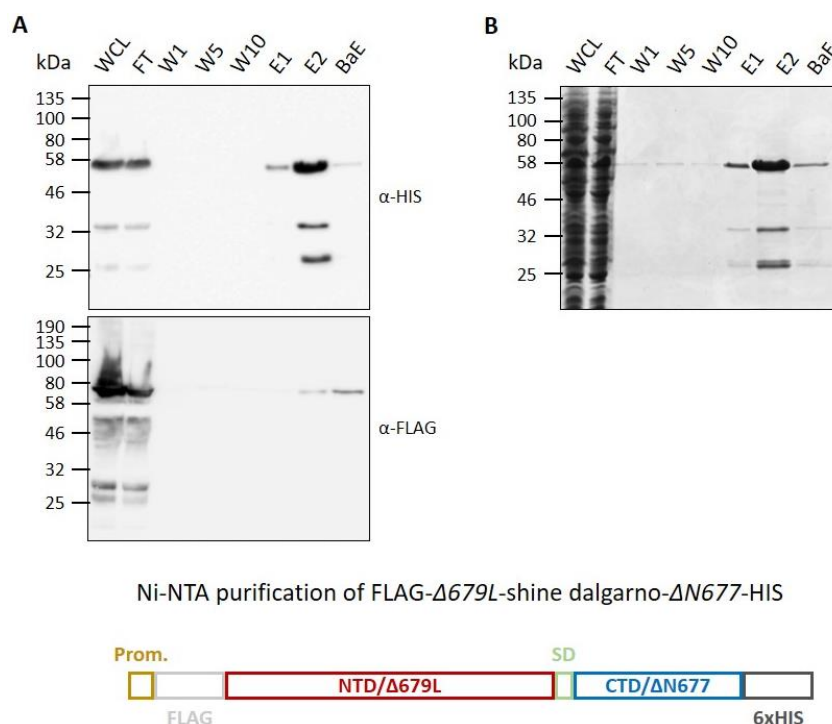 A
kDa WCL FT W1 W5 W10 E1 E2 BaE
135
100
80
58
46
32
25
α-HIS
190
135
100
80
58
46
32
25
α-FLAG
B
kDa WCL FT W1 W5 W10 E1 E2 BaE
135
100
80
58
46
32
25
Ni-NTA purification of FLAG-Δ679L-shine dalgarno-ΔN677-HIS
Prom. SD
NTD/Δ679L CTD/ΔN677
FLAG 6xHIS